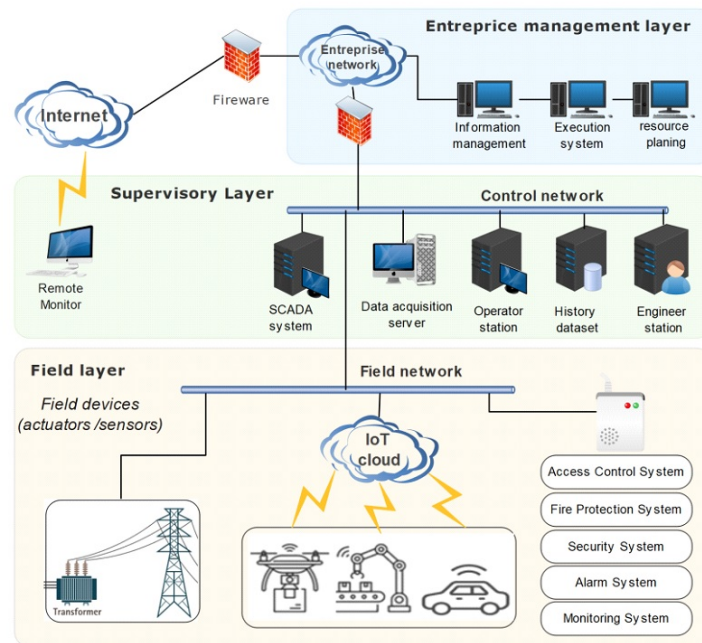 Entreprice management layer
Entreprise
network
Fireware
Internet
Information
management
Execution
system
resource
planing
Supervisory Layer
Control network
Remote
Monitor
SCADA
system
Data acquisition
server
Operator
station
History
dataset
Engineer
station
Field layer
Field network
Field devices
(actuators /sensors)
IoT
cloud
Transformer
Access Control System
Fire Protection System
Security System
Alarm System
Monitoring System